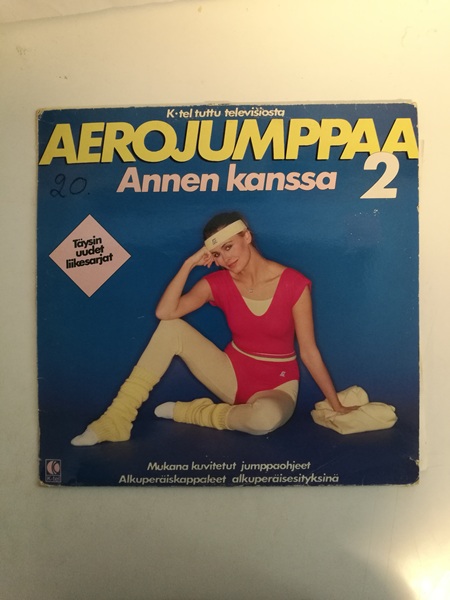 K-tel tuttu televisiosta
AEROJUMPPAA
Annen kanssa 2
20.
Täysin
uudet
liikesarjat
Mukana kuvitetut jumppaohjeet
Alkuperäiskappaleet alkuperäisesityksinä